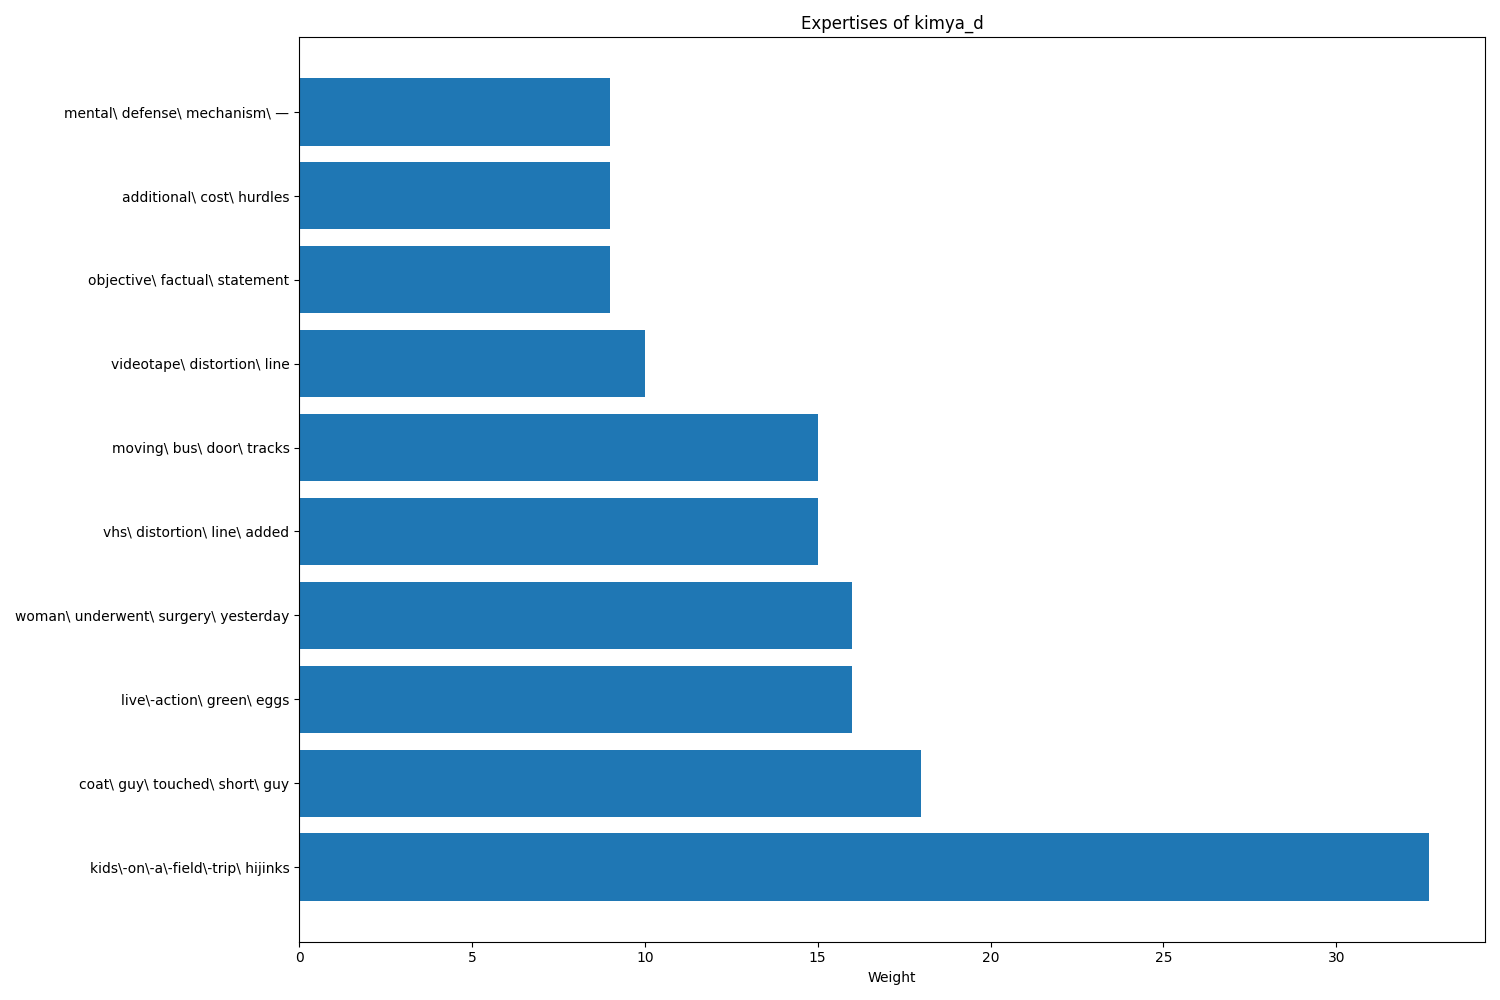 Expertises of kimya_d
mental\ defense\ mechanism\ —
additional\ cost\ hurdles
objective\ factual\ statement
videotape\ distortion\ line
moving\ bus\ door\ tracks
vhs\ distortion\ line\ added
woman\ underwent\ surgery\ yesterday
live\-action\ green\ eggs
coat\ guy\ touched\ short\ guy
kids\-on\-a\-field\-trip\ hijinks
0 5 10 15 20 25 30
Weight